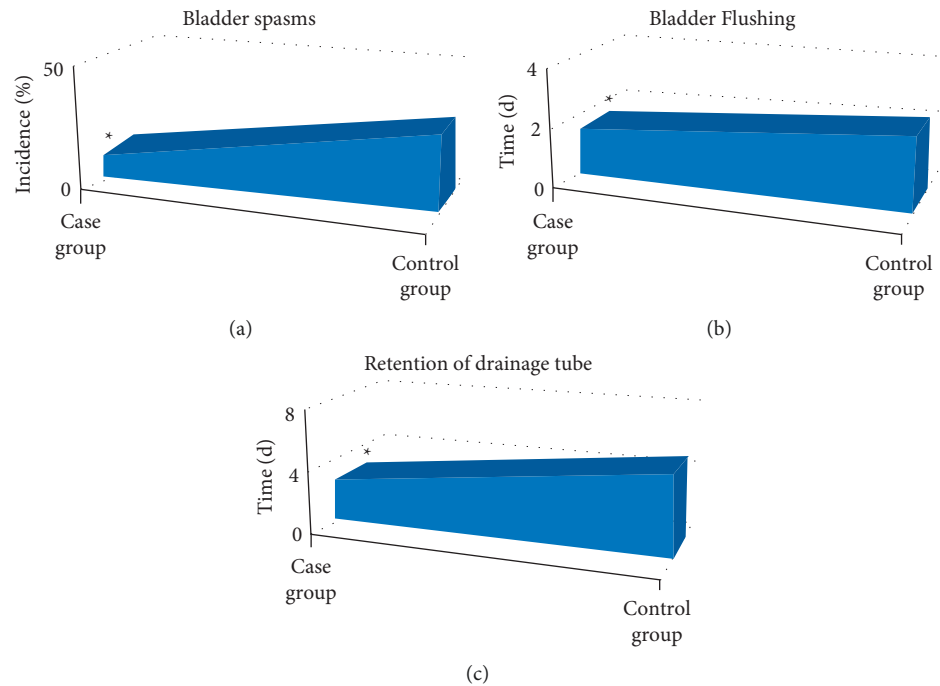 Bladder spasms
50
Incidence (%)
*
0
Case
group
Control
group
(a)
Bladder Flushing
4
Time (d)
*
2
0
Case
group
Control
group
(b)
Retention of drainage tube
8
Time (d)
*
4
0
Case
group
Control
group
(c)